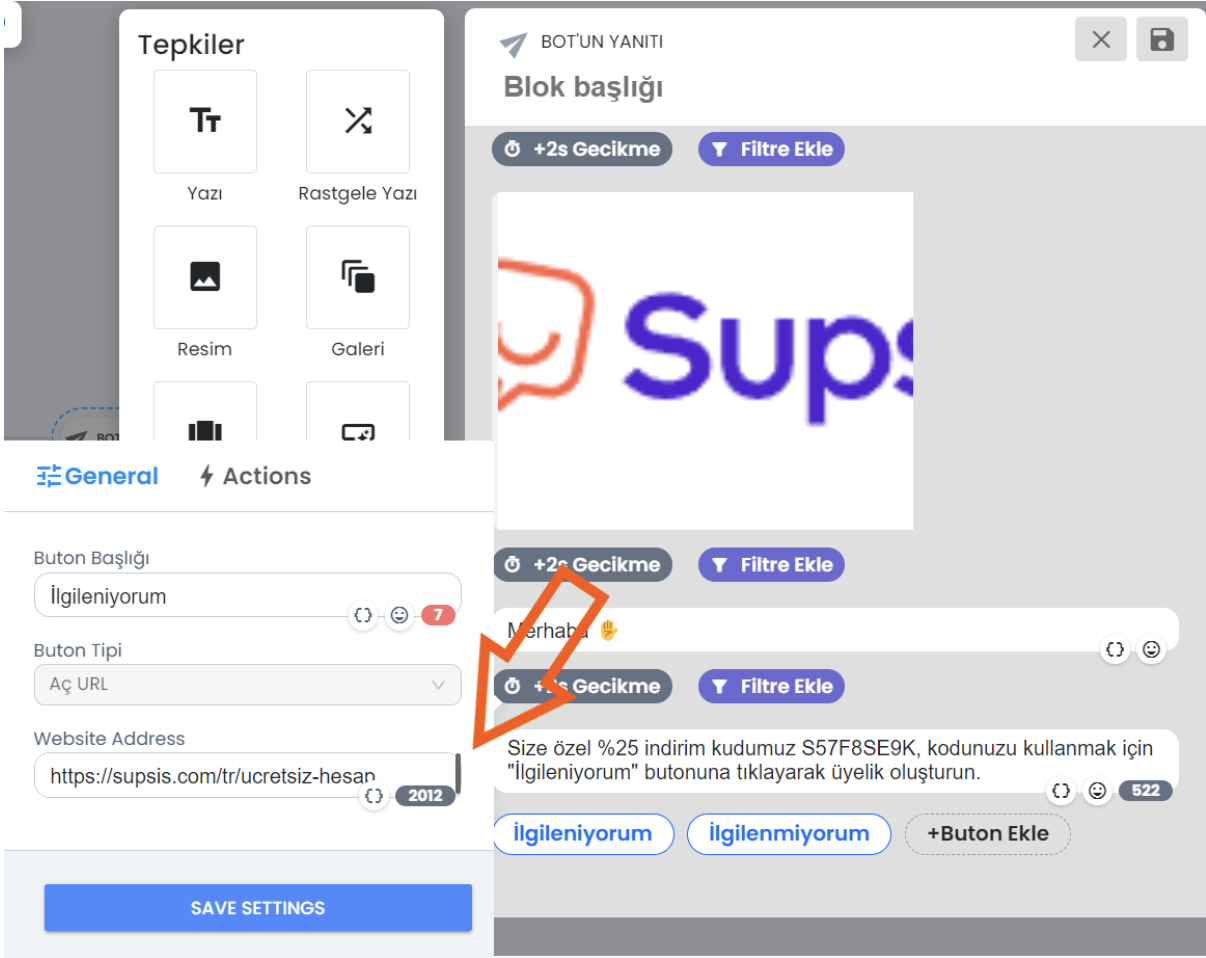 Tepkiler
Yazı
Rastgele Yazı
Resim
Galeri
BOT
General
Actions
Buton Başlığı
İlgileniyorum
7
Buton Tipi
Aç URL
Website Address
https://supsis.com/tr/ucretsiz-hesap
2012
SAVE SETTINGS
BOT'UN YANITI
Blok başlığı
+2s Gecikme
Filtre Ekle
Sups
+2s Gecikme
Filtre Ekle
Merhaba
+2s Gecikme
Filtre Ekle
Size özel %25 indirim kudumuz S57F8SE9K, kodunuzu kullanmak için
"İlgileniyorum" butonuna tıklayarak üyelik oluşturun.
522
İlgileniyorum
İlgilenmiyorum
+Buton Ekle